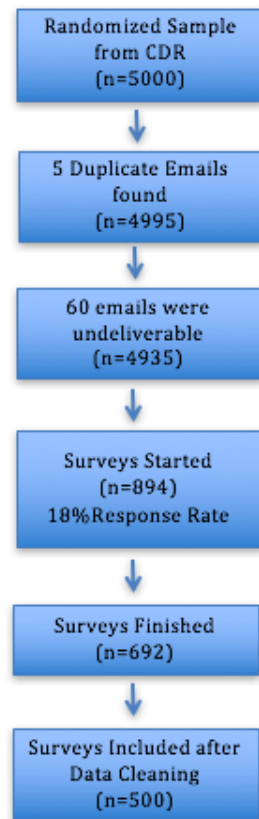 Randomized Sample
from CDR
(n=5000)
5 Duplicate Emails
found
(n=4995)
60 emails were
undeliverable
(n=4935)
Surveys Started
(n=894)
18%Response Rate
Surveys Finished
(n=692)
Surveys Included after
Data Cleaning
(n=500)